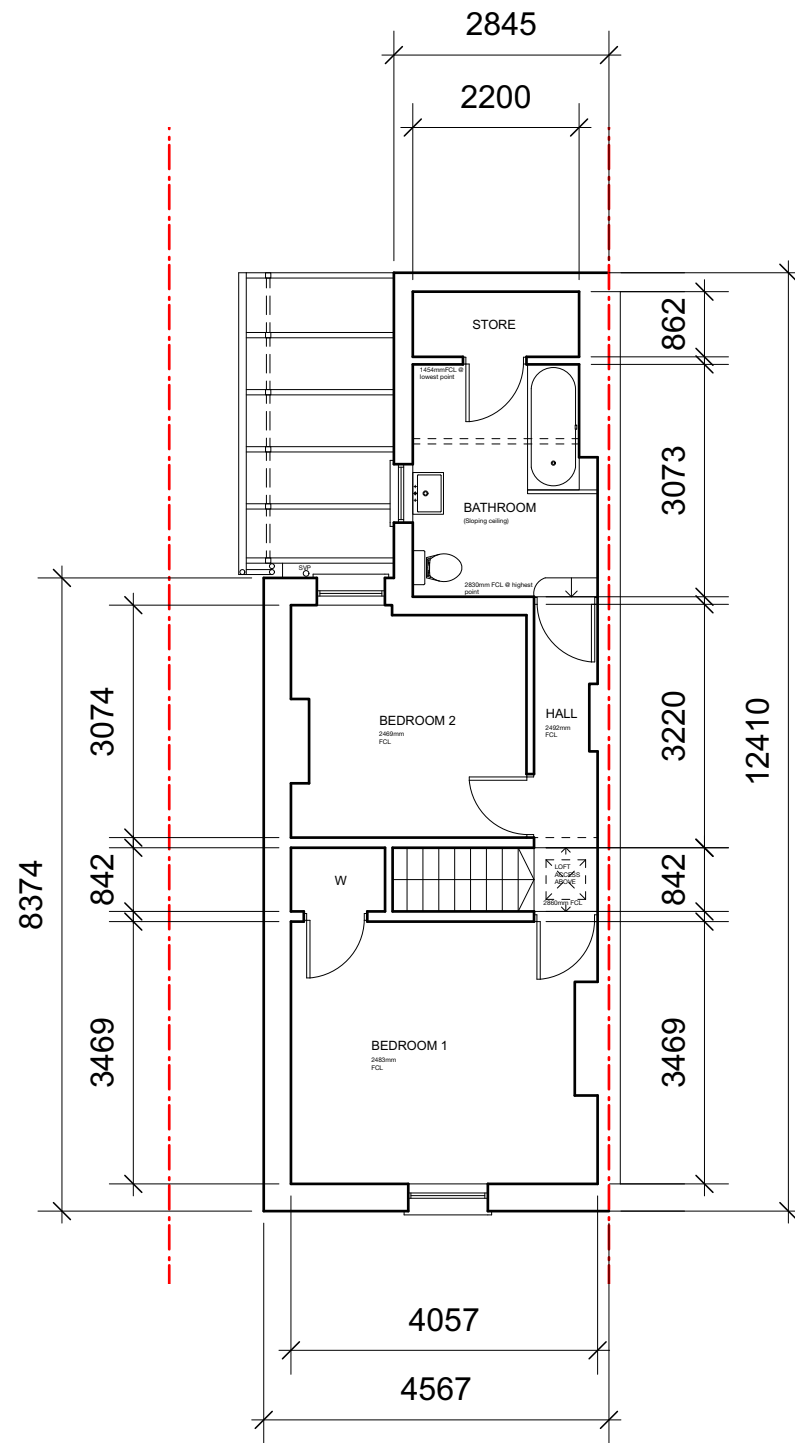 2845
2200
STORE
862
1454mmFCL @
lowest point
3073
BATHROOM
(Sloping ceiling)
SVP
2830mm FCL @ highest
point
3074
BEDROOM 2
2469mm
FCL
HALL
2492mm
FCL
3220
12410
8374
842
W
LOFT
ACCESS
ABOVE
2860mm FCL
842
3469
BEDROOM 1
2483mm
FCL
3469
4057
4567